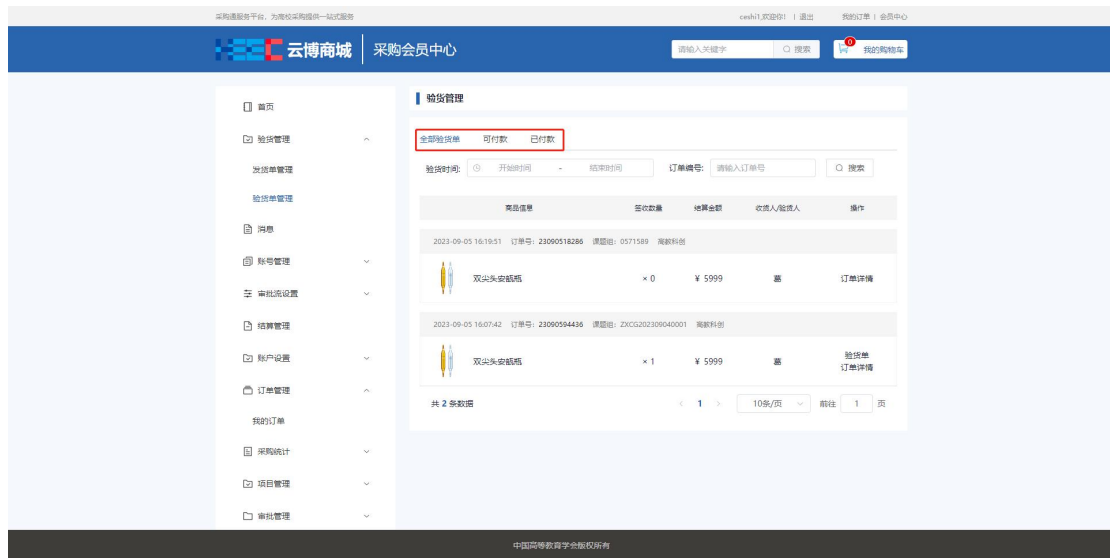 采购通服务平台，为高校采购提供一站式服务
ceshi1,欢迎你！ | 退出 我的订单 | 会员中心
HEEC 云博商城 采购会员中心
请输入关键字 搜索 0 我的购物车
首页
验货管理
发货单管理
验货单管理
消息
账号管理
审批流设置
结算管理
账户设置
订单管理
我的订单
采购统计
项目管理
审批管理
验货管理
全部验货单 可付款 已付款
验货时间: 开始时间 - 结束时间 订单编号: 请输入订单号 搜索
商品信息 签收数量 结算金额 收货人/验货人 操作
2023-09-05 16:19:51 订单号: 23090518286 课题组: 0571589 高教科创
双尖头安瓿瓶 × 0 ¥ 5999 墓 订单详情
2023-09-05 16:07:42 订单号: 23090594436 课题组: ZXCG202309040001 高教科创
双尖头安瓿瓶 × 1 ¥ 5999 墓 验货单
订单详情
共 2 条数据 < 1 > 10条/页 前往 1 页
中国高等教育学会版权所有